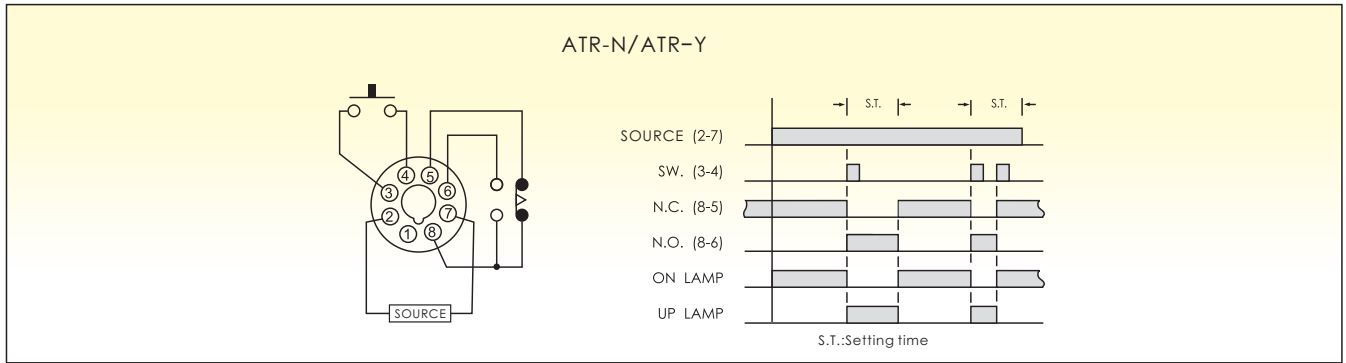 ATR-N/ATR-Y
S.T. S.T.
SOURCE (2-7)
SW. (3-4)
N.C. (8-5)
N.O. (8-6)
ON LAMP
UP LAMP
S.T.:Setting time
4 5
3 6
2 7
1 8
SOURCE